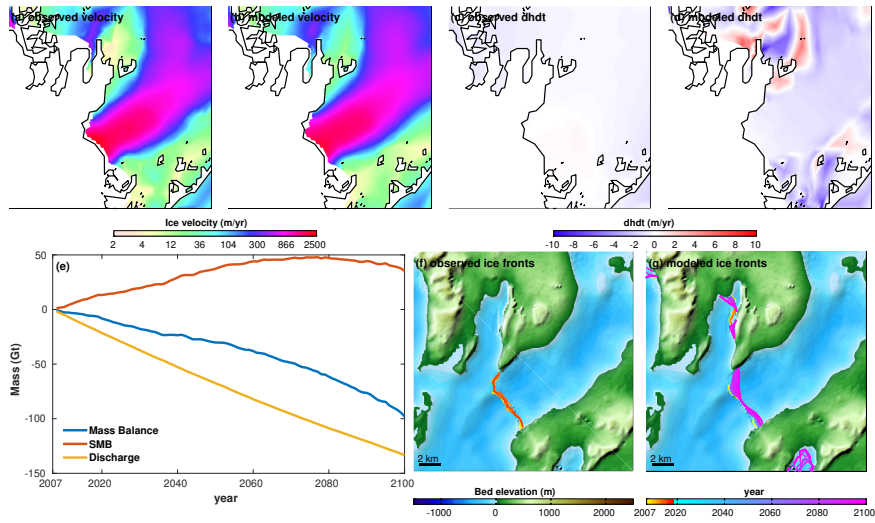 (a) observed velocity
(b) modeled velocity
(c) observed dhdt
(d) modeled dhdt
Ice velocity (m/yr)
2 4 12 36 104 300 866 2500
dhdt (m/yr)
-10 -8 -6 -4 -2 0 2 4 6 8 10
(e)
50
0
-50
-100
-150
Mass (Gt)
Mass Balance
SMB
Discharge
2007 2020 2040 2060 2080 2100
year
(f) observed ice fronts
2 km
(g) modeled ice fronts
2 km
Bed elevation (m)
-1000 0 1000 2000
year
2007 2020 2040 2060 2080 2100